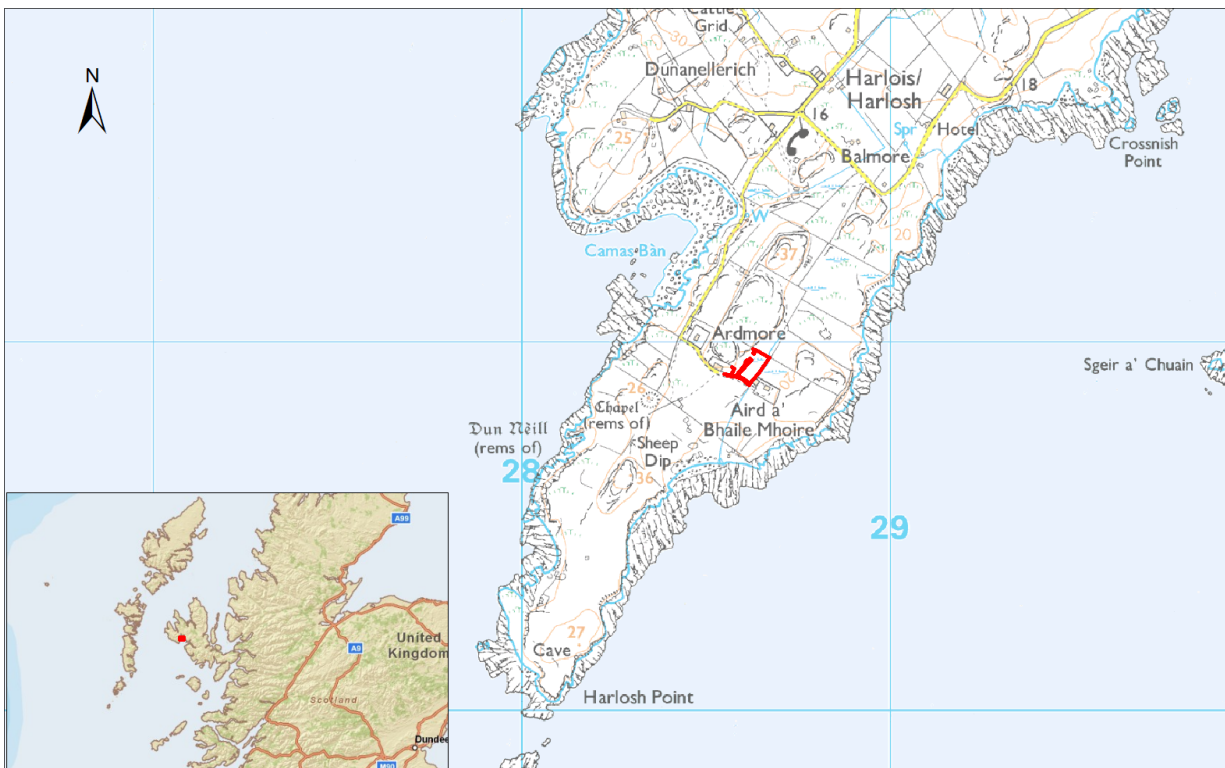 N
Cattle
Grid
30
Dunanellerich
Harlois/
Harlosh
18
16
25
Spr
Hotel
Balmore
Crossnish
Point
W
20
Camas Bàn
37
Ardmore
Sgeir a' Chuain
26
Chapel
(rems of)
Aird a'
Bhaile Mhoire
Dun Nèill
(rems of)
Sheep
Dip
28
36
29
27
Cave
Harlosh Point
A99
United
Kingdom
A9
Scotland
Dundee
M90